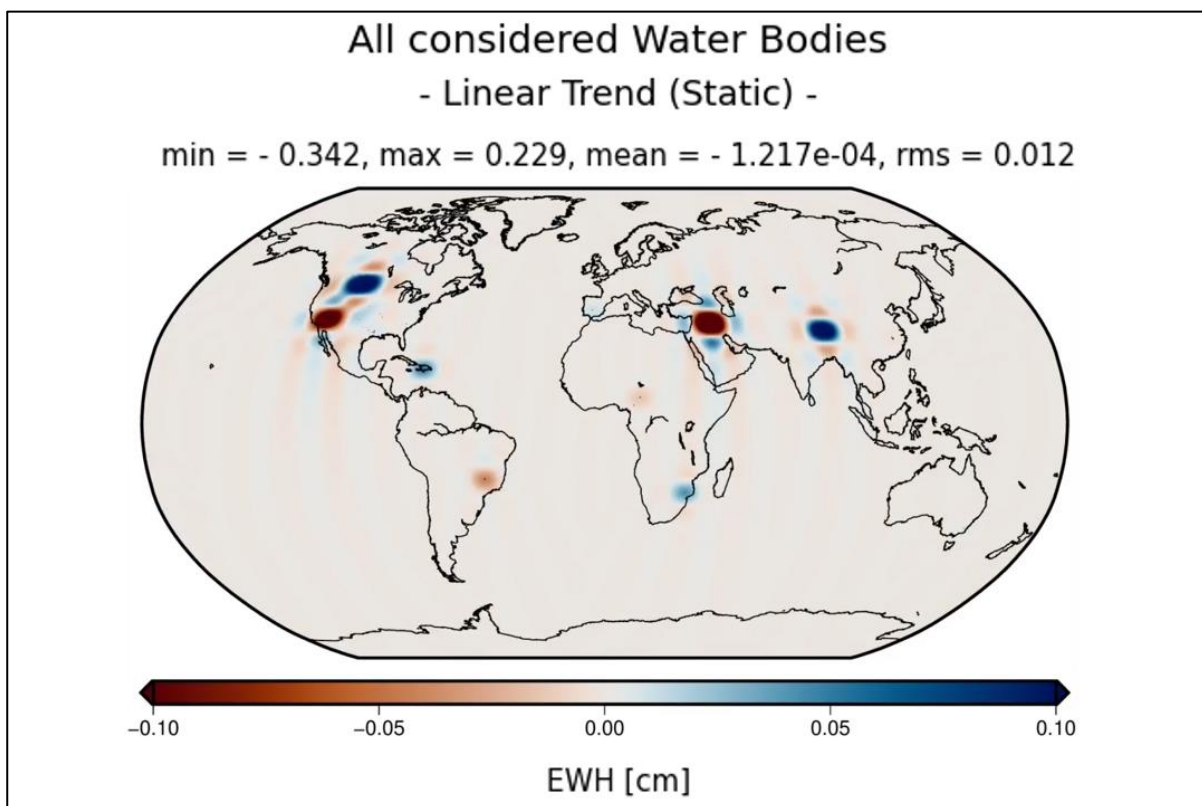 All considered Water Bodies
- Linear Trend (Static) -
min = - 0.342, max = 0.229, mean = - 1.217e-04, rms = 0.012
−0.10 −0.05 0.00 0.05 0.10
EWH [cm]